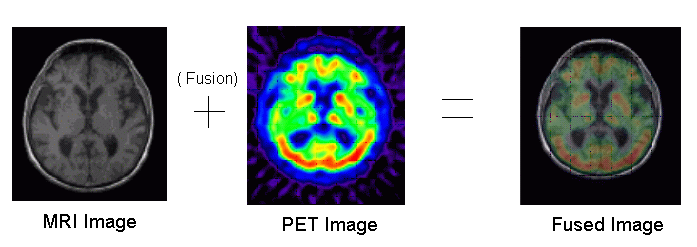 ( Fusion)
MRI Image
PET Image
Fused Image